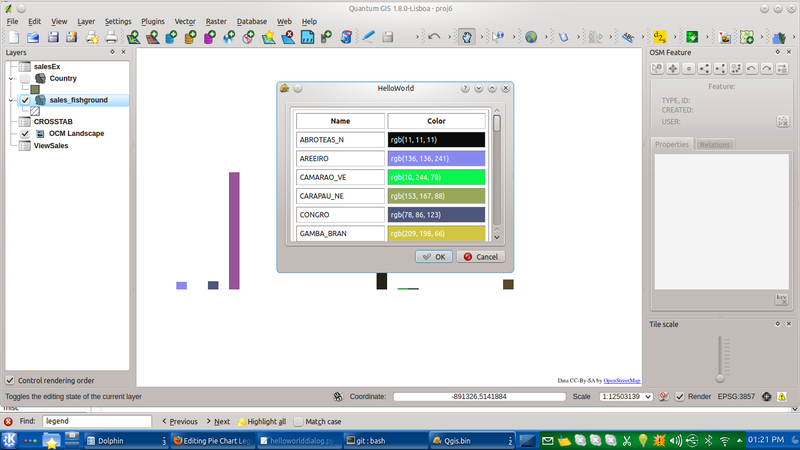 Quantum GIS 1.8.0-Lisboa - proj6
File Edit View Layer Settings Plugins Vector Raster Database Web Help
Layers
salesEx
Country
sales_fishground
CROSSTAB
OCM Landscape
ViewSales
Control rendering order
HelloWorld
Name Color
ABROTEAS_N rgb(11, 11, 11)
AREEIRO rgb(136, 136, 241)
CAMARAO_VE rgb(10, 244, 78)
CARAPAU_NE rgb(153, 167, 88)
CONGRO rgb(78, 86, 123)
GAMBA_BRAN rgb(209, 198, 66)
OK Cancel
Data CC-By-SA by OpenStreetMap
OSM Feature
Feature:
TYPE, ID:
CREATED:
USER:
Properties Relations
key
Tile scale
Toggles the editing state of the current layer
Coordinate: -891326,5141884 Scale 1:12503139 Render EPSG:3857
misc
Find: legend Previous Next Highlight all Match case
Dolphin 2 Editing Pie Chart Leg helloworlddialog.py git : bash Qgis.bin 2 01:21 PM